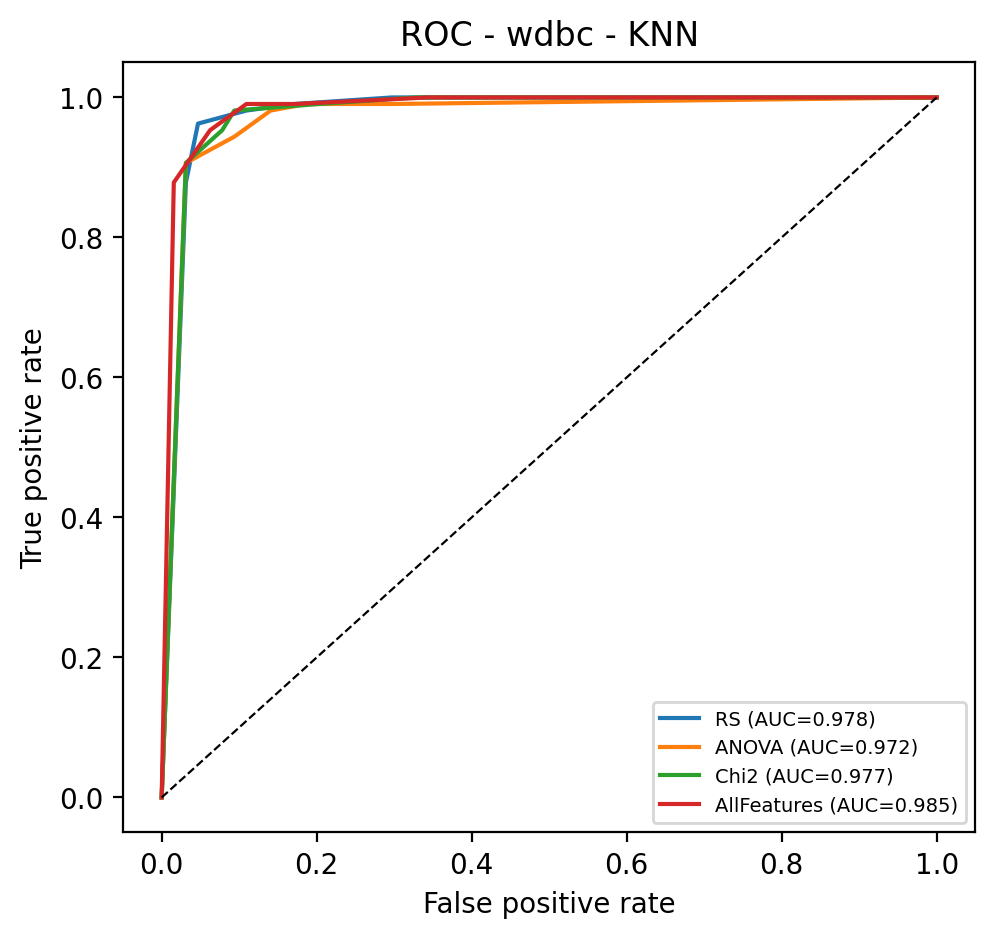 ROC - wdbc - KNN
True positive rate
1.0
0.8
0.6
0.4
0.2
0.0
RS (AUC=0.978)
ANOVA (AUC=0.972)
Chi2 (AUC=0.977)
AllFeatures (AUC=0.985)
0.0 0.2 0.4 0.6 0.8 1.0
False positive rate